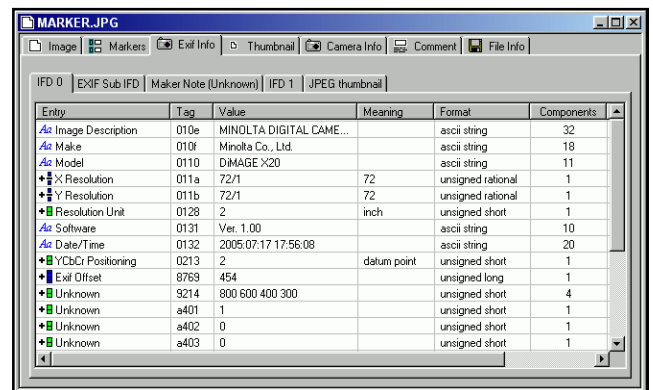 MARKER.JPG
Image Markers Exif Info Thumbnail Camera Info Comment File Info
IFD 0 EXIF Sub IFD Maker Note (Unknown) IFD 1 JPEG thumbnail
Entry Tag Value Meaning Format Components
Aa Image Description 010e MINOLTA DIGITAL CAME... ascii string 32
Aa Make 010f Minolta Co., Ltd. ascii string 18
Aa Model 0110 DiMAGE X20 ascii string 11
X Resolution 011a 72/1 72 unsigned rational 1
Y Resolution 011b 72/1 72 unsigned rational 1
Resolution Unit 0128 2 inch unsigned short 1
Aa Software 0131 Ver. 1.00 ascii string 10
Aa Date/Time 0132 2005:07:17 17:56:08 ascii string 20
YCbCr Positioning 0213 2 datum point unsigned short 1
Exif Offset 8769 454 unsigned long 1
Unknown 9214 800 600 400 300 unsigned short 4
Unknown a401 1 unsigned short 1
Unknown a402 0 unsigned short 1
Unknown a403 0 unsigned short 1